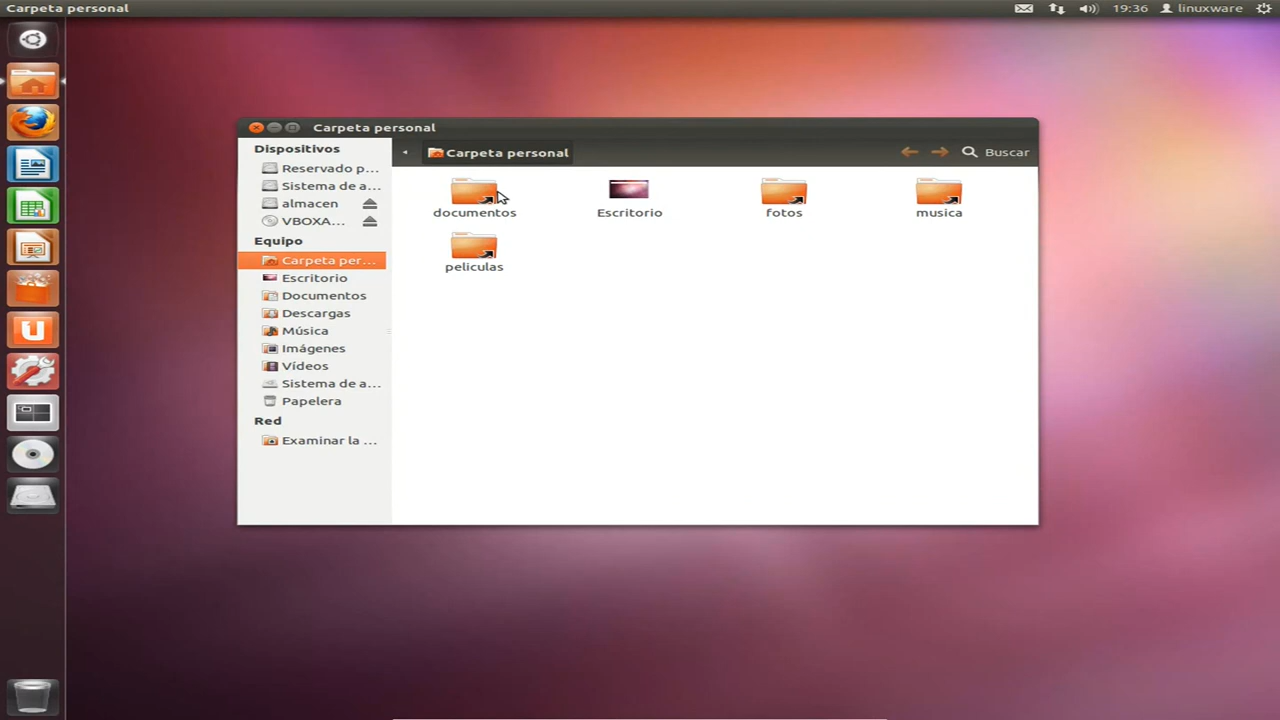 Carpeta personal
19:36
linuxware
Carpeta personal
Dispositivos
Carpeta personal
Buscar
Reservado p...
Sistema de a...
almacen
VBOXA...
Equipo
Carpeta per...
Escritorio
Documentos
Descargas
Música
Imágenes
Vídeos
Sistema de a...
Papelera
Red
Examinar la ...
documentos
Escritorio
fotos
musica
peliculas